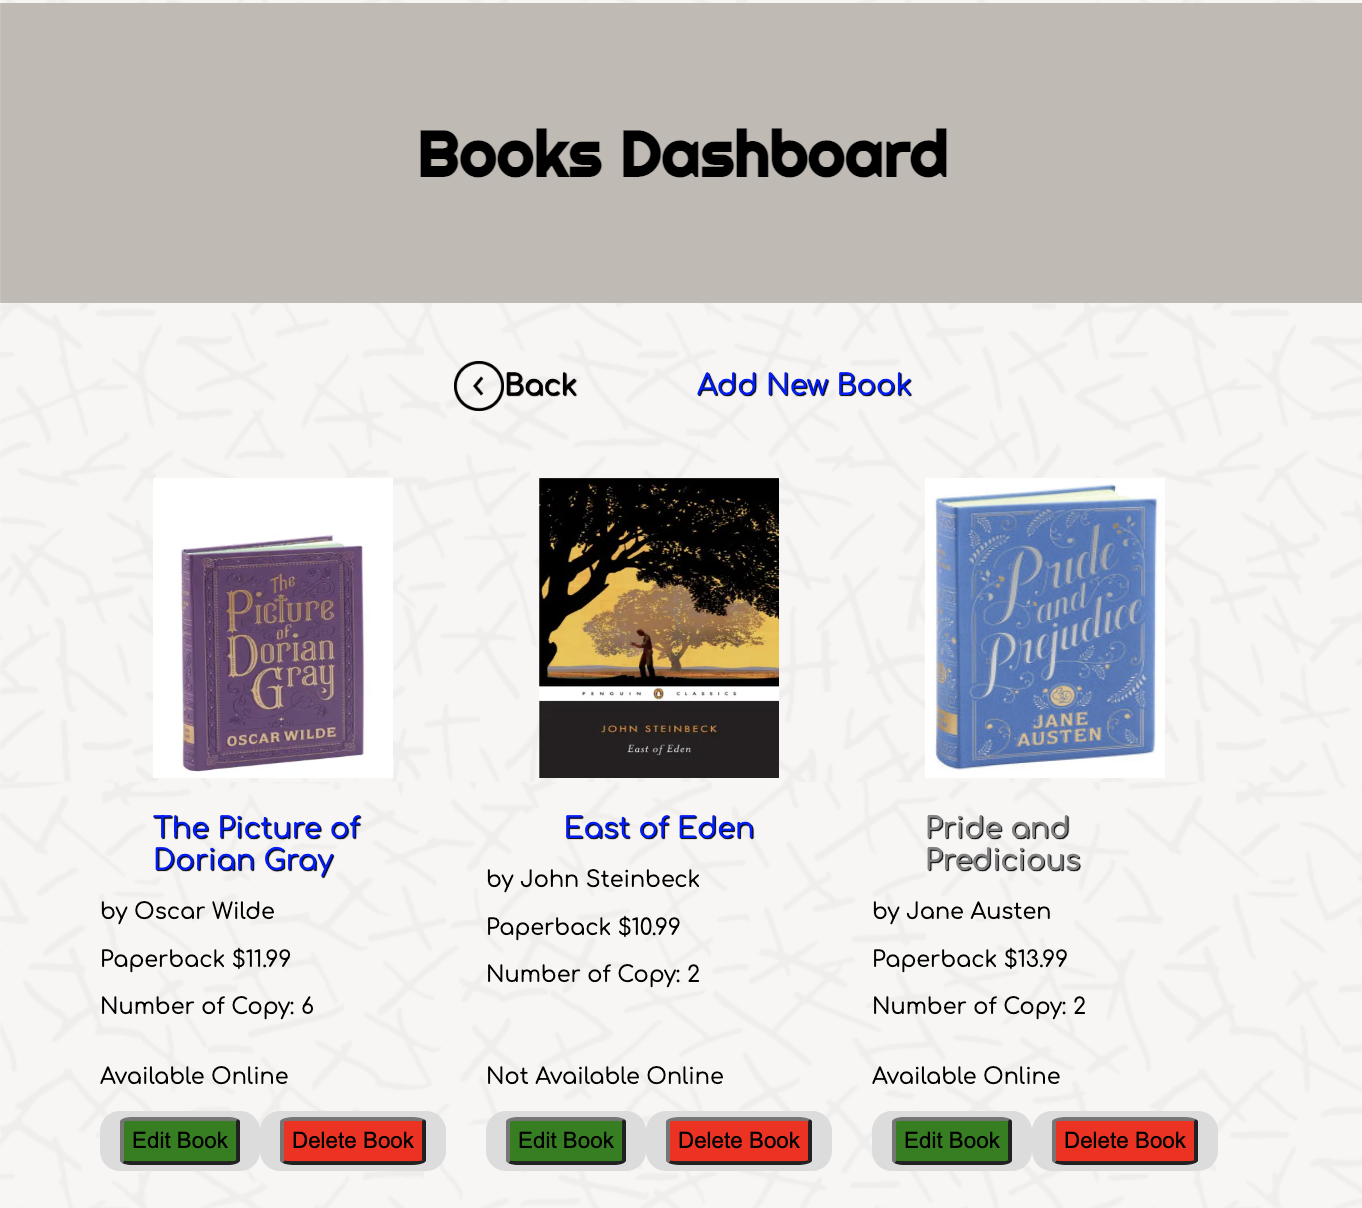 Books Dashboard
Back
Add New Book
The
Picture
of
Dorian
Gray
OSCAR WILDE
PENGUIN CLASSICS
JOHN STEINBECK
East of Eden
Pride
and
Prejudice
JANE
AUSTEN
The Picture of
Dorian Gray
by Oscar Wilde
Paperback $11.99
Number of Copy: 6
Available Online
Edit Book
Delete Book
East of Eden
by John Steinbeck
Paperback $10.99
Number of Copy: 2
Not Available Online
Edit Book
Delete Book
Pride and
Predicious
by Jane Austen
Paperback $13.99
Number of Copy: 2
Available Online
Edit Book
Delete Book